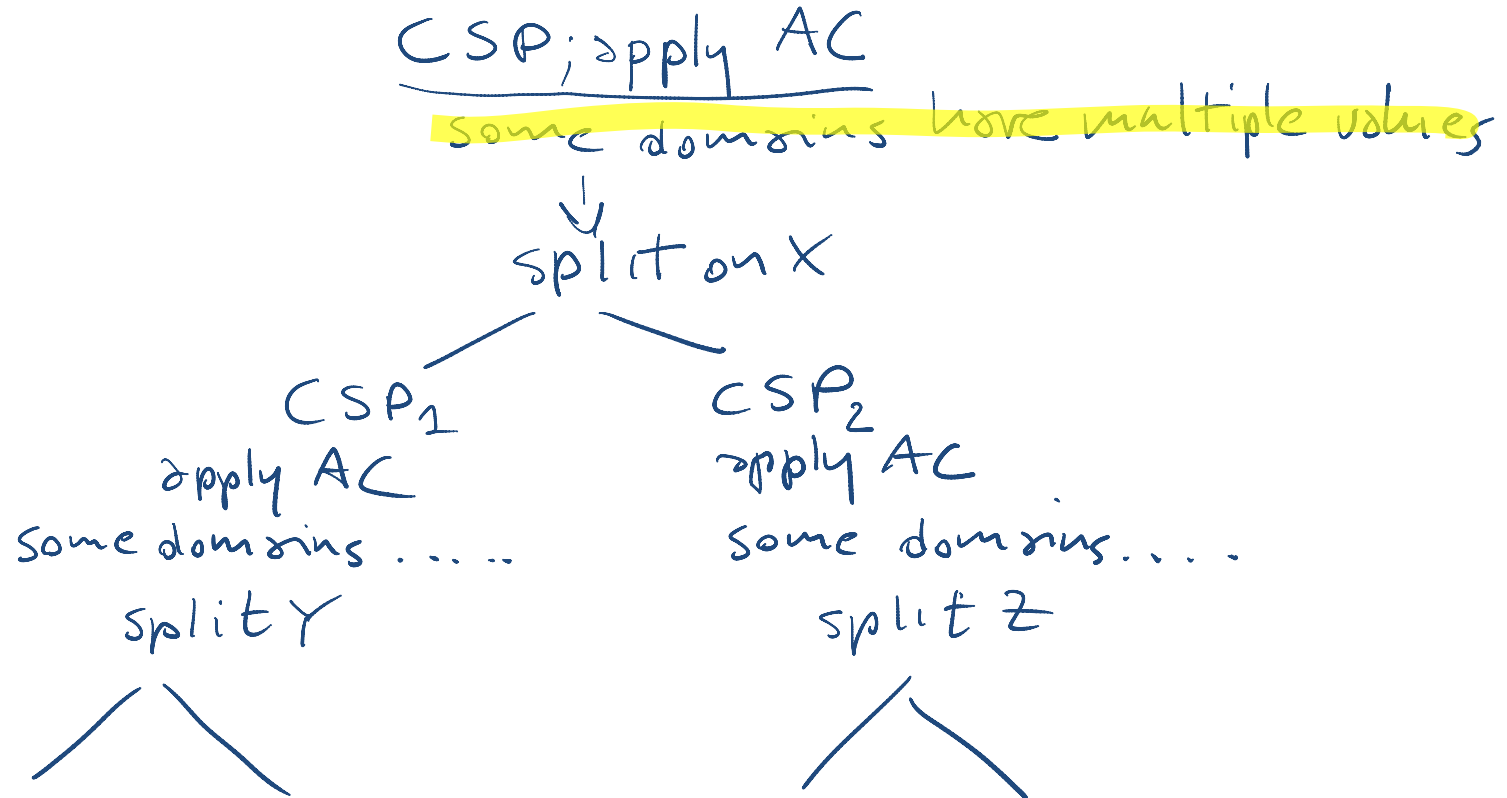 CSP; apply AC
some domains have multiple values
split on X
CSP1 CSP2
apply AC apply AC
some domains ..... some domains....
split Y split Z